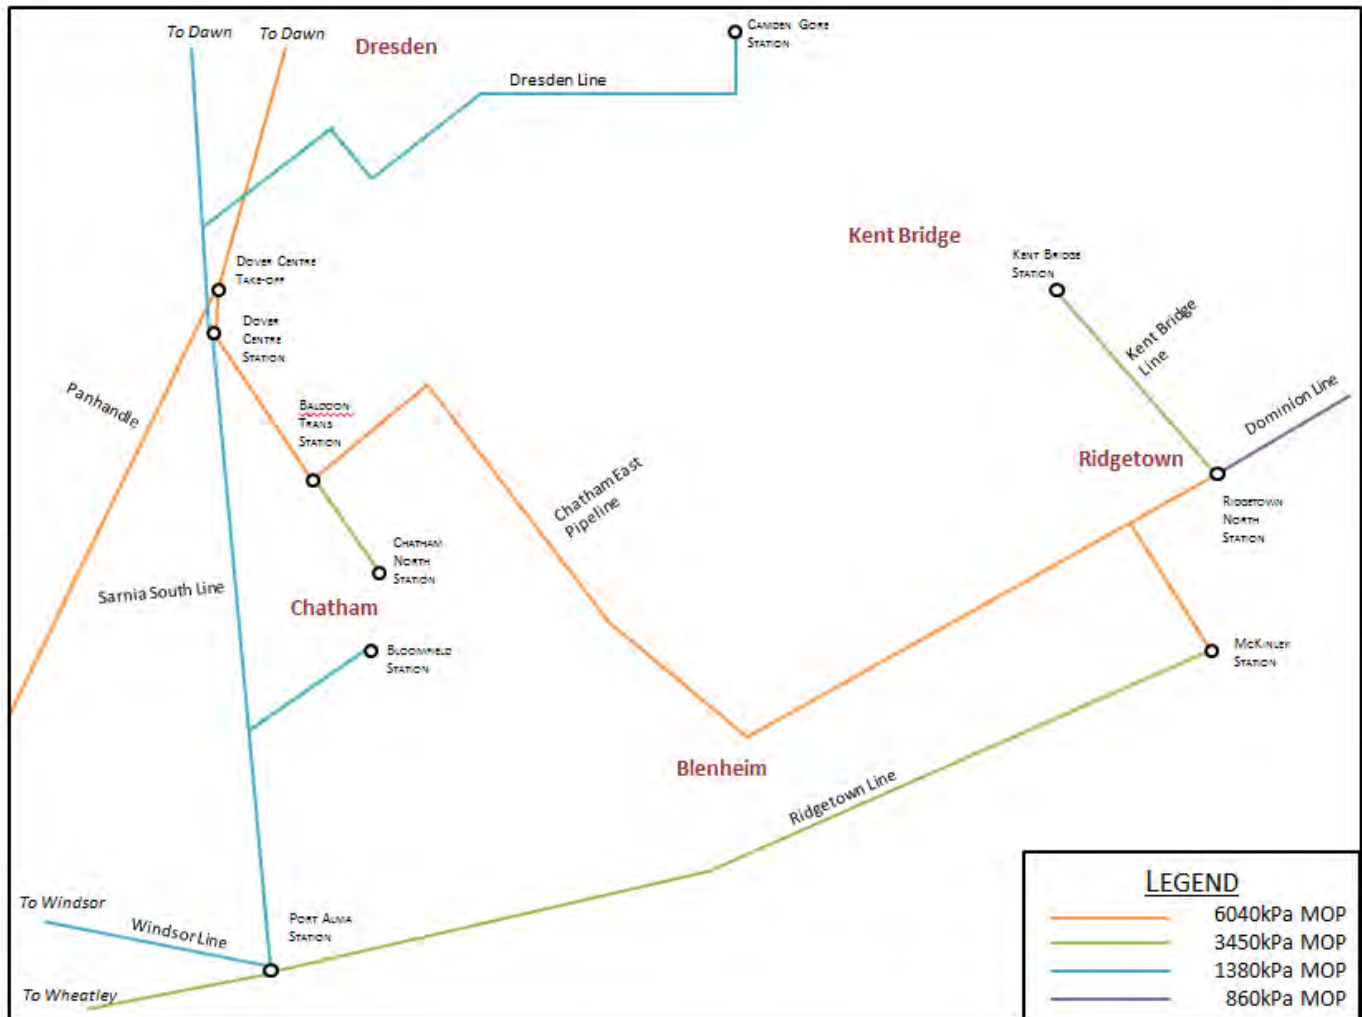 To Dawn
To Dawn
Dresden
CAMDEN GORE
STATION
Dresden Line
Kent Bridge
KENT BRIDGE
STATION
DOVER CENTRE
TAKE-OFF
DOVER
CENTRE
STATION
Kent Bridge
Line
Panhandle
Dominion Line
BALDOON
TRANS
STATION
Ridgetown
Chatham East
Pipeline
RIDGETOWN
NORTH
STATION
CHATHAM
NORTH
STATION
Sarnia South Line
Chatham
BLOOMFIELD
STATION
MCKINLEY
STATION
Blenheim
Ridgetown Line
LEGEND
6040kPa MOP
3450kPa MOP
1380kPa MOP
860kPa MOP
To Windsor
Windsor Line
PORT ALMA
STATION
To Wheatley